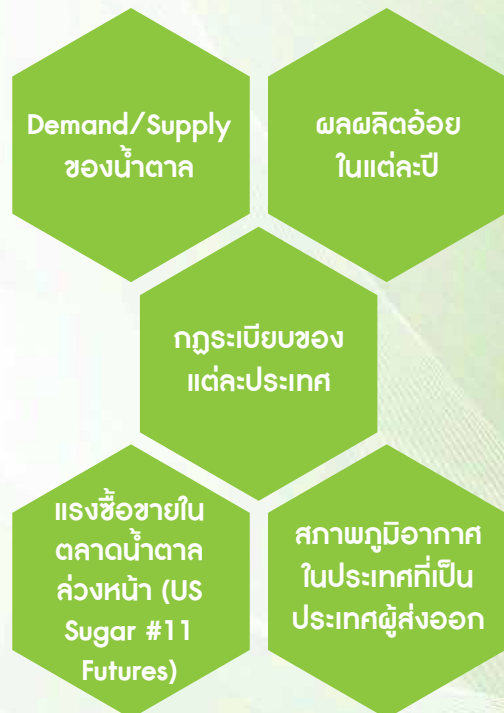 Demand/Supply
ของน้ำตาล
ผลผลิตอ้อย
ในแต่ละปี
กฎระเบียบของ
แต่ละประเทศ
แรงซื้อขายใน
ตลาดน้ำตาล
ล่วงหน้า (US
Sugar #11
Futures)
สภาพภูมิอากาศ
ในประเทศที่เป็น
ประเทศผู้ส่งออก